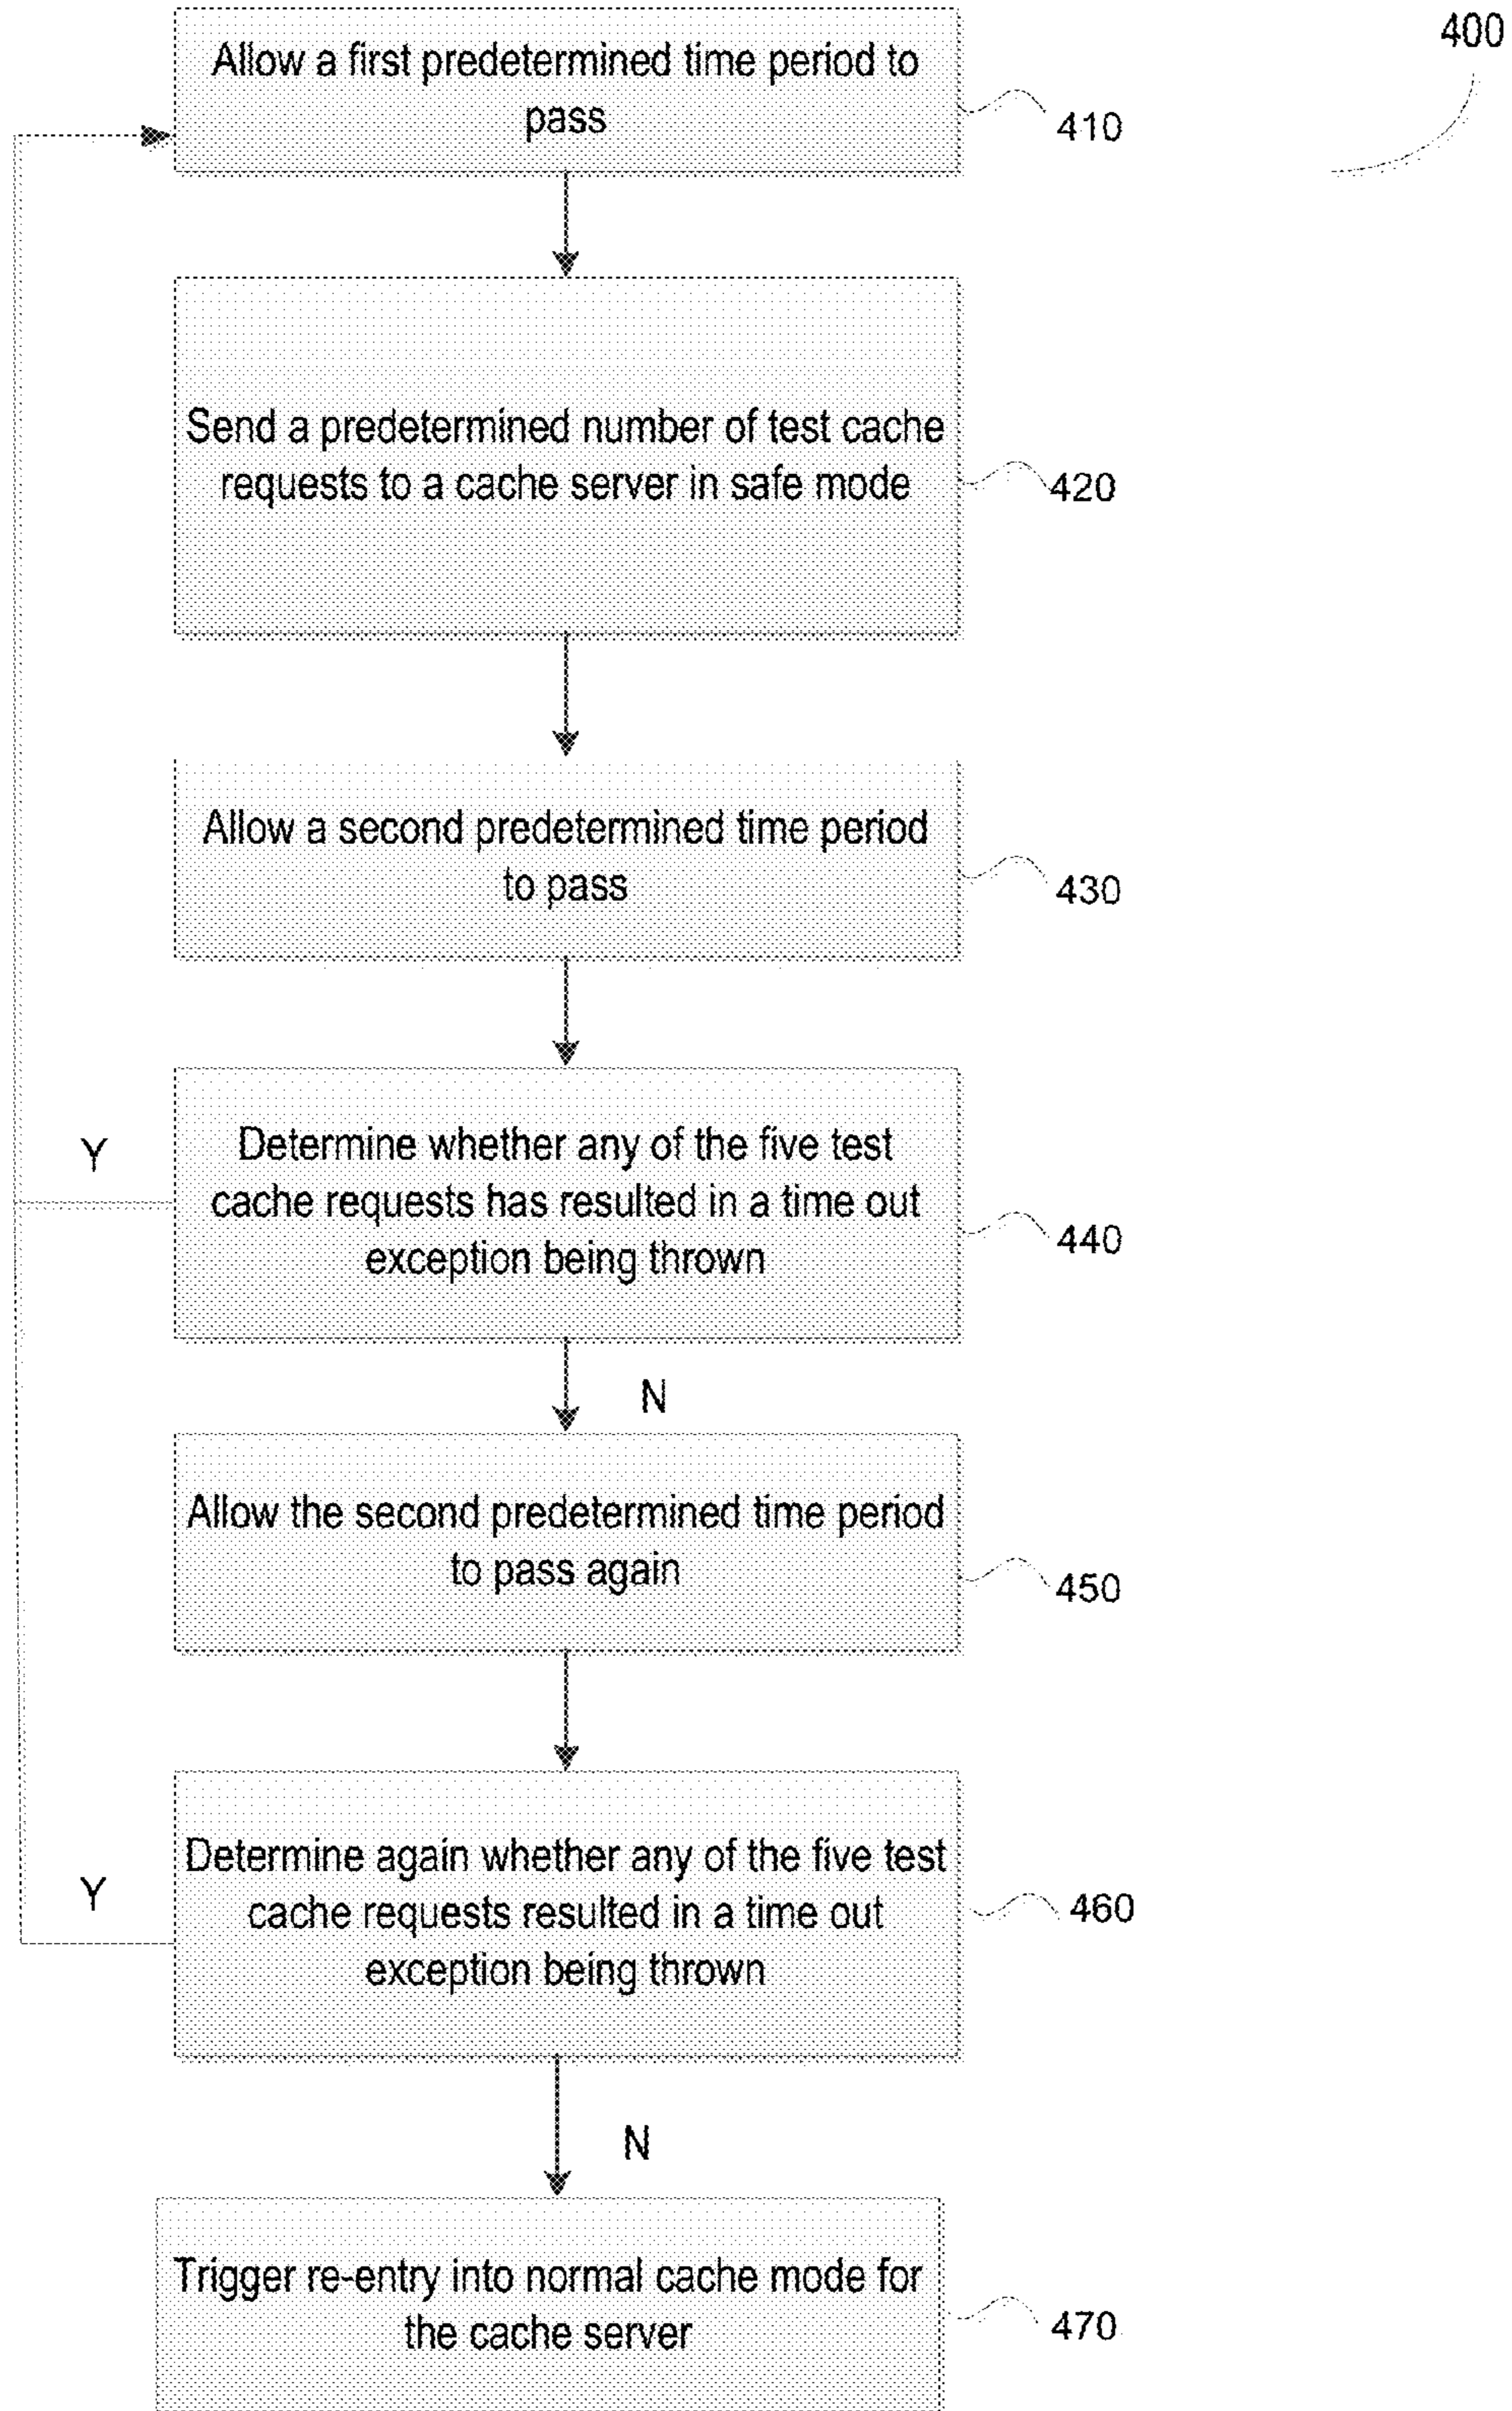 400
Allow a first predetermined time period to
pass
410
Send a predetermined number of test cache
requests to a cache server in safe mode
420
Allow a second predetermined time period
to pass
430
Y
Determine whether any of the five test
cache requests has resulted in a time out
exception being thrown
440
N
Allow the second predetermined time period
to pass again
450
Y
Determine again whether any of the five test
cache requests resulted in a time out
exception being thrown
460
N
Trigger re-entry into normal cache mode for
the cache server
470